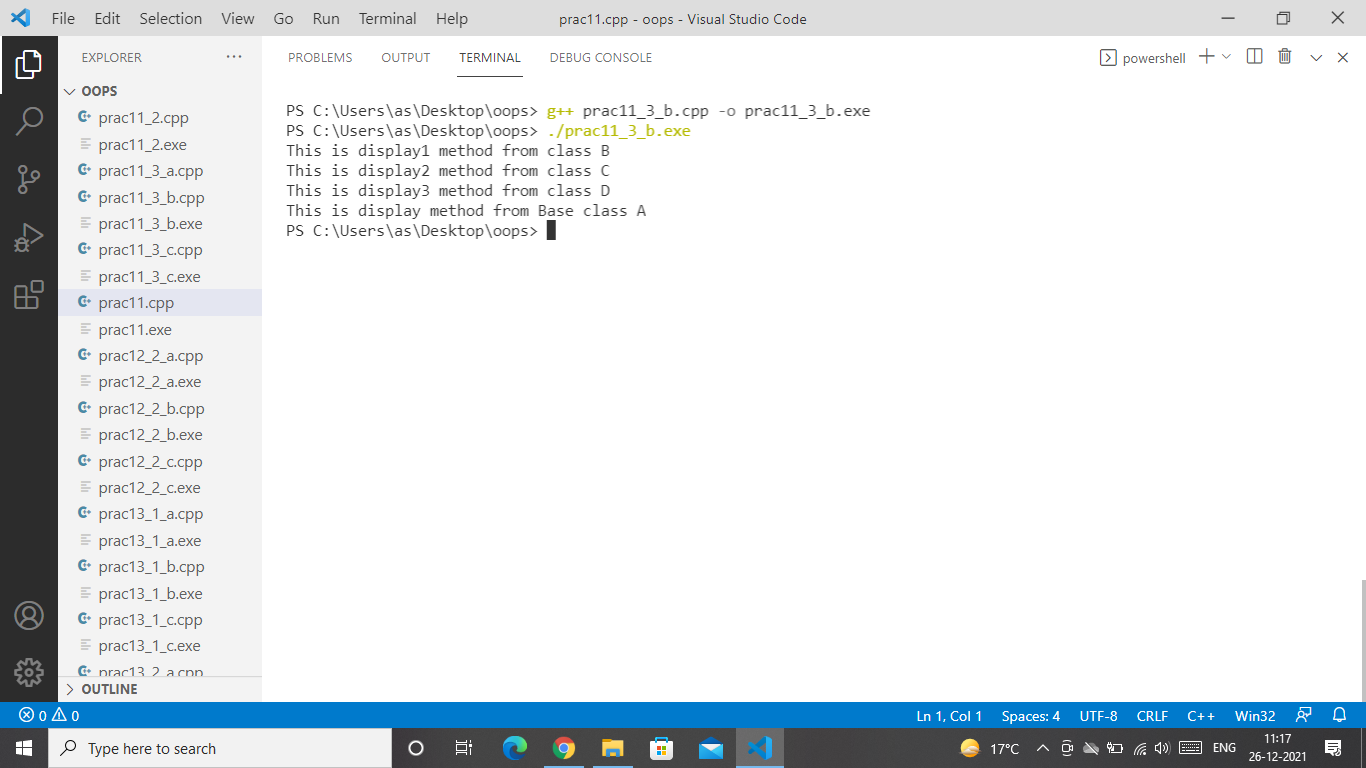 File Edit Selection View Go Run Terminal Help prac11.cpp - oops - Visual Studio Code
EXPLORER ···
OOPS
prac11_2.cpp
prac11_2.exe
prac11_3_a.cpp
prac11_3_b.cpp
prac11_3_b.exe
prac11_3_c.cpp
prac11_3_c.exe
prac11.cpp
prac11.exe
prac12_2_a.cpp
prac12_2_a.exe
prac12_2_b.cpp
prac12_2_b.exe
prac12_2_c.cpp
prac12_2_c.exe
prac13_1_a.cpp
prac13_1_a.exe
prac13_1_b.cpp
prac13_1_b.exe
prac13_1_c.cpp
prac13_1_c.exe
prac13_2_a.cpp
OUTLINE
PROBLEMS OUTPUT TERMINAL DEBUG CONSOLE powershell
PS C:\Users\as\Desktop\oops> g++ prac11_3_b.cpp -o prac11_3_b.exe
PS C:\Users\as\Desktop\oops> ./prac11_3_b.exe
This is display1 method from class B
This is display2 method from class C
This is display3 method from class D
This is display method from Base class A
PS C:\Users\as\Desktop\oops>
0 0 Ln 1, Col 1 Spaces: 4 UTF-8 CRLF C++ Win32
Type here to search 17°C ENG 11:17
26-12-2021